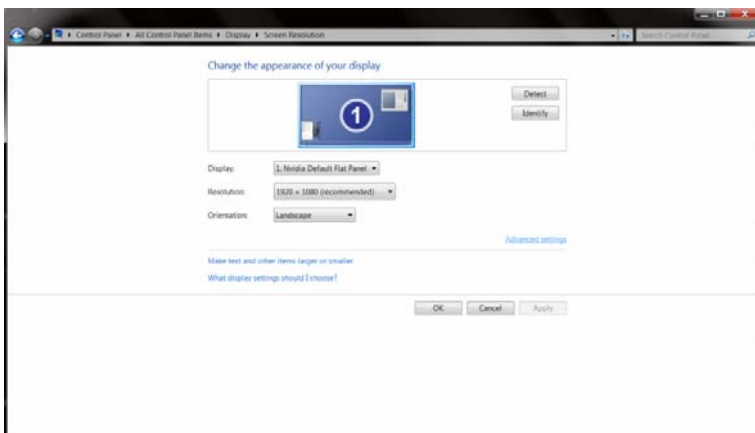 Control Panel ▸ All Control Panel Items ▸ Display ▸ Screen Resolution
Search Control Panel
Change the appearance of your display
1
Detect
Identify
Display: 1. Nvidia Default Flat Panel
Resolution: 1920 × 1080 (recommended)
Orientation: Landscape
Advanced settings
Make text and other items larger or smaller
What display settings should I choose?
OK Cancel Apply